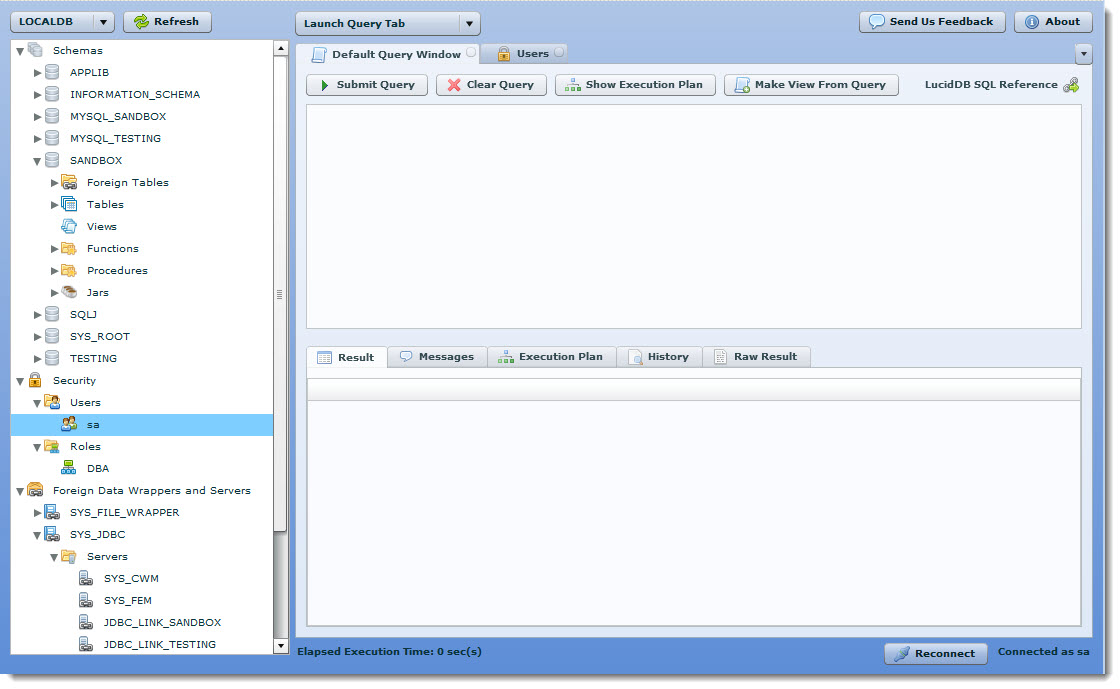 LOCALDB
Refresh
Launch Query Tab
Send Us Feedback
About
Schemas
APPLIB
INFORMATION_SCHEMA
MYSQL_SANDBOX
MYSQL_TESTING
SANDBOX
Foreign Tables
Tables
Views
Functions
Procedures
Jars
SQLJ
SYS_ROOT
TESTING
Security
Users
sa
Roles
DBA
Foreign Data Wrappers and Servers
SYS_FILE_WRAPPER
SYS_JDBC
Servers
SYS_CWM
SYS_FEM
JDBC_LINK_SANDBOX
JDBC_LINK_TESTING
Default Query Window
Users
Submit Query
Clear Query
Show Execution Plan
Make View From Query
LucidDB SQL Reference
Result
Messages
Execution Plan
History
Raw Result
Elapsed Execution Time: 0 sec(s)
Reconnect
Connected as sa